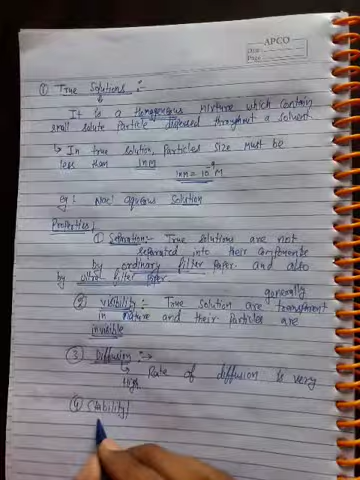 APCO
Date
Page
① True Solutions :-
It is a Homogeneous mixture which contain
small solute Particle dispersed throughout a solvent
↳ In true solution, particles size must be
less than 1nm
1nm = 10⁻⁹ M
Eg: Nacl aqueous Solution
Properties /
① Separation:- True solutions are not
separated into their components
by ordinary filter Paper and also
by ultra filter Paper
② visibility :- True solution are generally transparent
in nature and their particles are
invisible
③ Diffusion :→
↳ Rate of diffusion is very
High
④ Stability